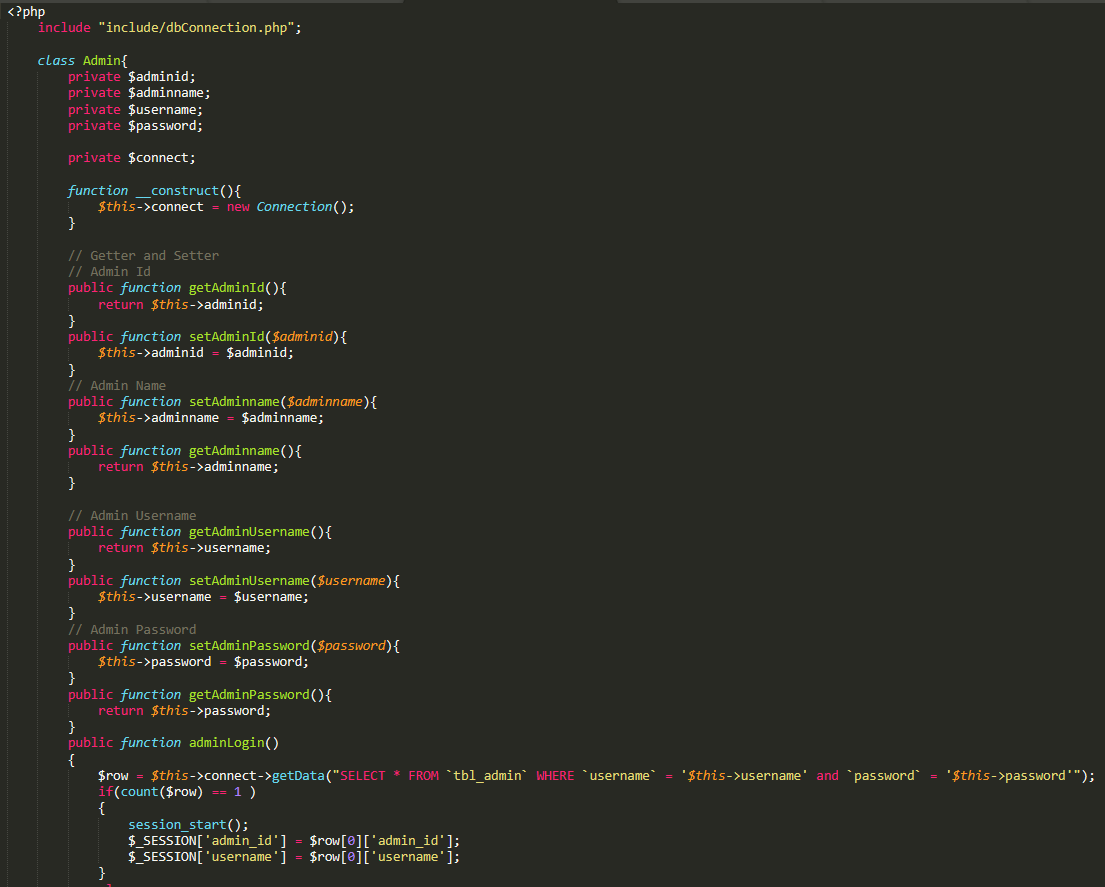 <?php
include "include/dbConnection.php";
class Admin{
private $adminid;
private $adminname;
private $username;
private $password;
private $connect;
function __construct(){
$this->connect = new Connection();
}
// Getter and Setter
// Admin Id
public function getAdminId(){
return $this->adminid;
}
public function setAdminId($adminid){
$this->adminid = $adminid;
}
// Admin Name
public function setAdminname($adminname){
$this->adminname = $adminname;
}
public function getAdminname(){
return $this->adminname;
}
// Admin Username
public function getAdminUsername(){
return $this->username;
}
public function setAdminUsername($username){
$this->username = $username;
}
// Admin Password
public function setAdminPassword($password){
$this->password = $password;
}
public function getAdminPassword(){
return $this->password;
}
public function adminLogin()
{
$row = $this->connect->getData("SELECT * FROM `tbl_admin` WHERE `username` = '$this->username' and `password` = '$this->password'");
if(count($row) == 1 )
{
session_start();
$_SESSION['admin_id'] = $row[0]['admin_id'];
$_SESSION['username'] = $row[0]['username'];
}